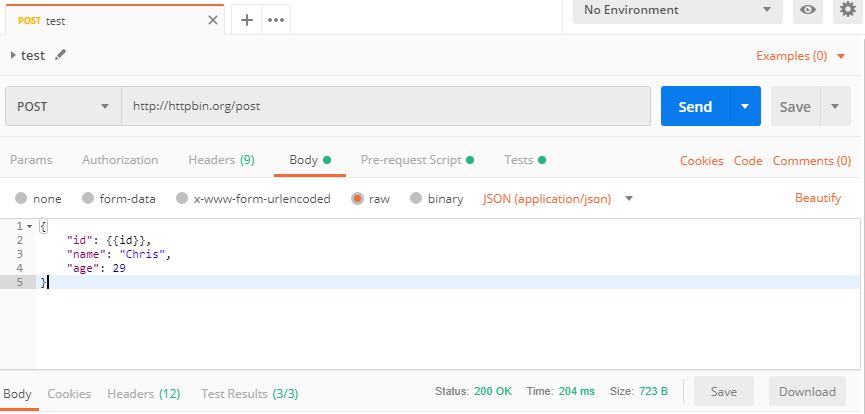 POST test
No Environment
test
Examples (0)
POST http://httpbin.org/post Send Save
Params Authorization Headers (9) Body Pre-request Script Tests Cookies Code Comments (0)
none form-data x-www-form-urlencoded raw binary JSON (application/json) Beautify
1 {
2 "id": {{id}},
3 "name": "Chris",
4 "age": 29
5 }
Body Cookies Headers (12) Test Results (3/3) Status: 200 OK Time: 204 ms Size: 723 B Save Download